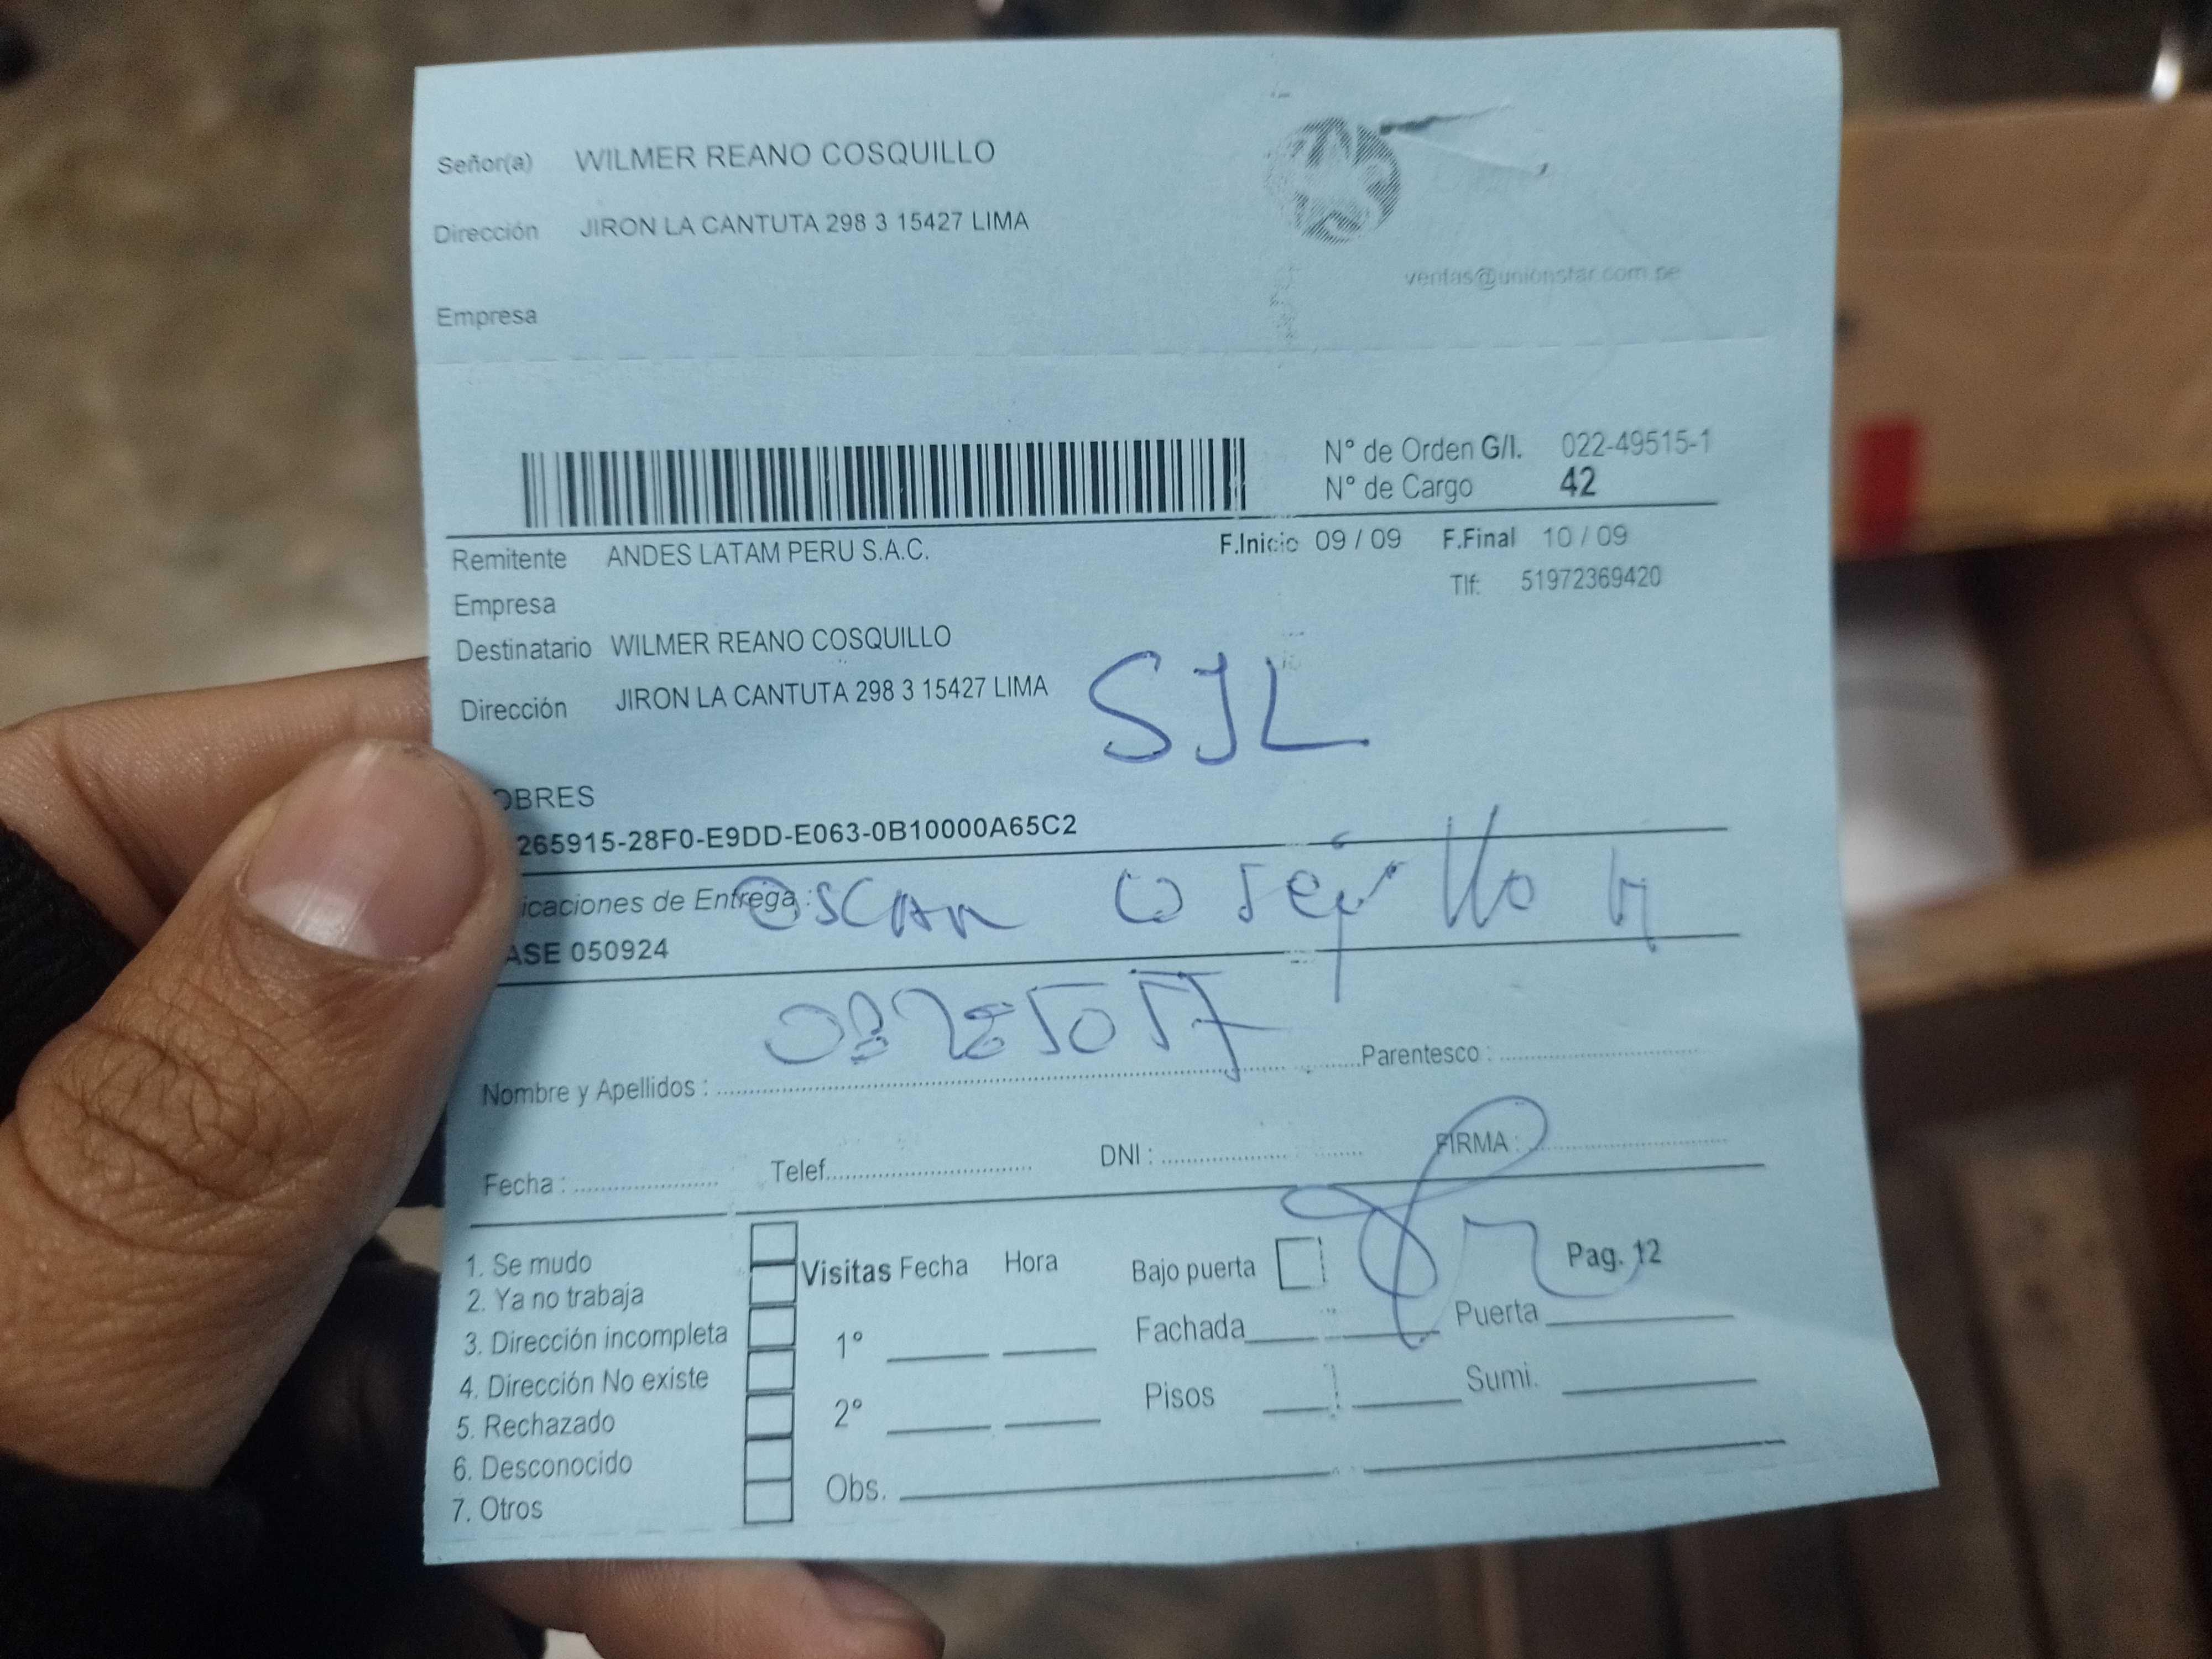 Señor(a) WILMER REANO COSQUILLO
Dirección JIRON LA CANTUTA 298 3 15427 LIMA
ventas@unionstar.com.pe
Empresa
N° de Orden G/I. 022-49515-1
N° de Cargo 42
Remitente ANDES LATAM PERU S.A.C. F.Inicio 09 / 09 F.Final 10 / 09
Tlf: 51972369420
Empresa
Destinatario WILMER REANO COSQUILLO
Dirección JIRON LA CANTUTA 298 3 15427 LIMA
SJL
OBRES
265915-28F0-E9DD-E063-0B10000A65C2
icaciones de Entrega : OSCAR Cosquillo
ASE 050924
Nombre y Apellidos : Parentesco :
Fecha : Telef. DNI : FIRMA :
1. Se mudo
2. Ya no trabaja
3. Dirección incompleta
4. Dirección No existe
5. Rechazado
6. Desconocido
7. Otros
Visitas Fecha Hora
1°
2°
Obs.
Bajo puerta Pag. 12
Fachada Puerta
Pisos Sumi.